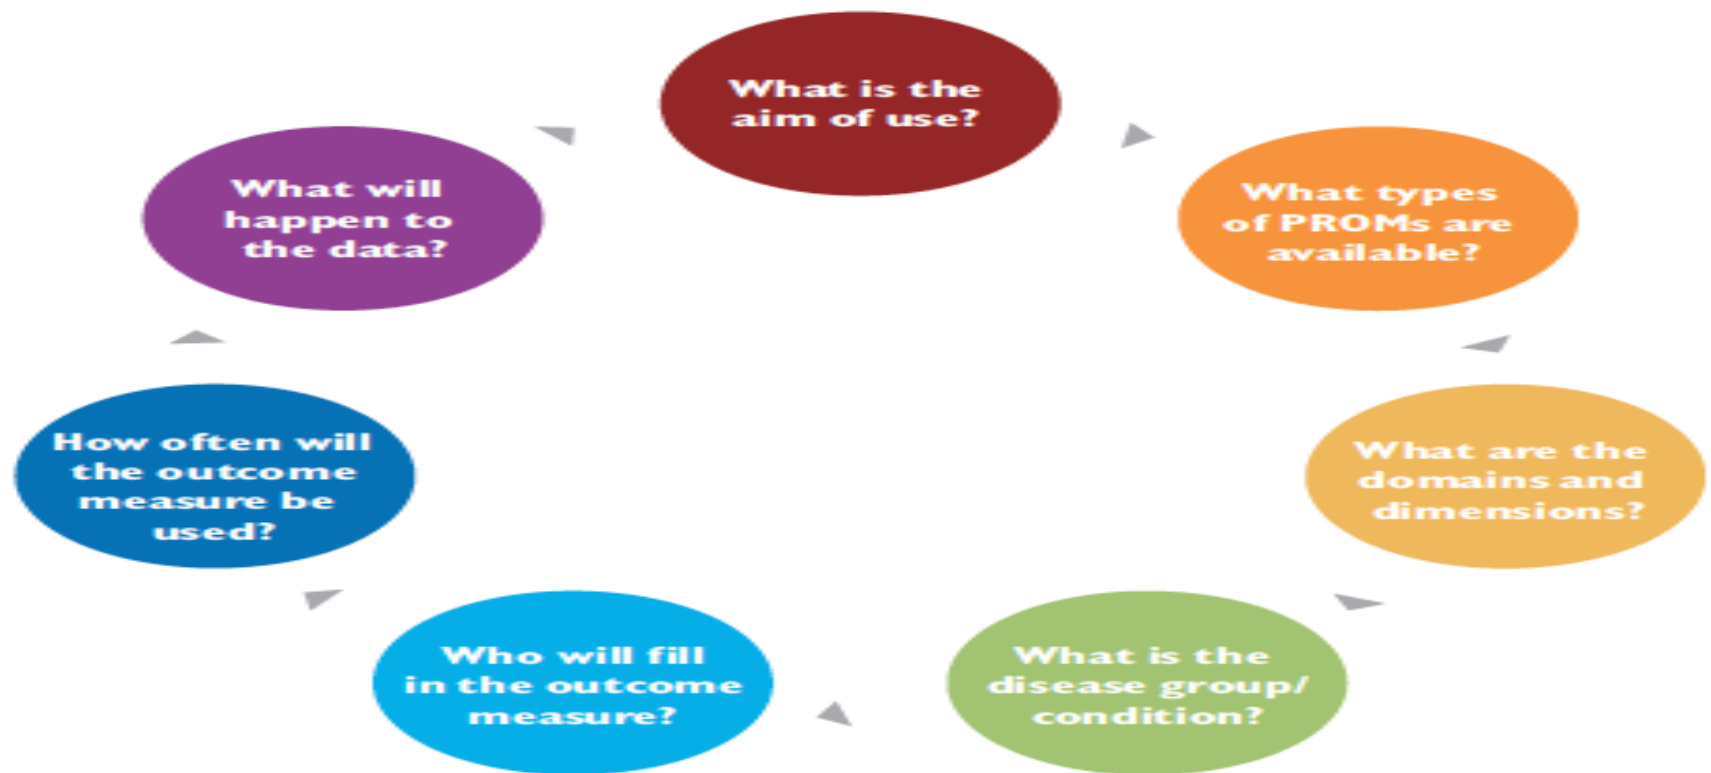 What is the
aim of use?
What types
of PROMs are
available?
What are the
domains and
dimensions?
What is the
disease group/
condition?
Who will fill
in the outcome
measure?
How often will
the outcome
measure be
used?
What will
happen to
the data?